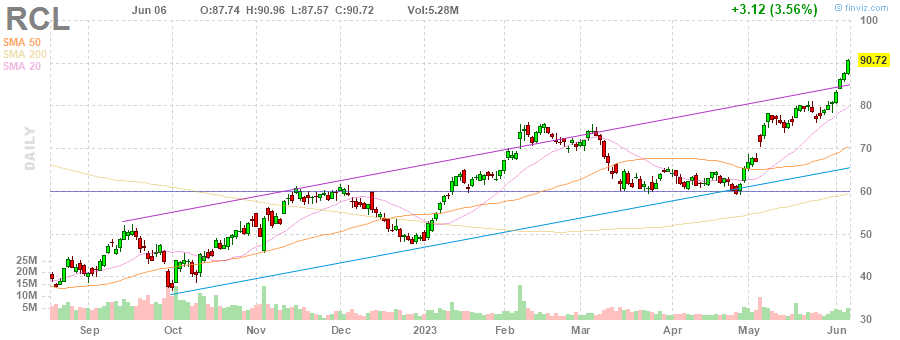 RCL
Jun 06 O:87.74 H:90.96 L:87.57 C:90.72 Vol:5.28M +3.12 (3.56%) finviz.com
SMA 50
SMA 200
SMA 20
DAILY
100
90.72
80
70
60
50
40
30
25M
20M
15M
10M
5M
Sep Oct Nov Dec 2023 Feb Mar Apr May Jun